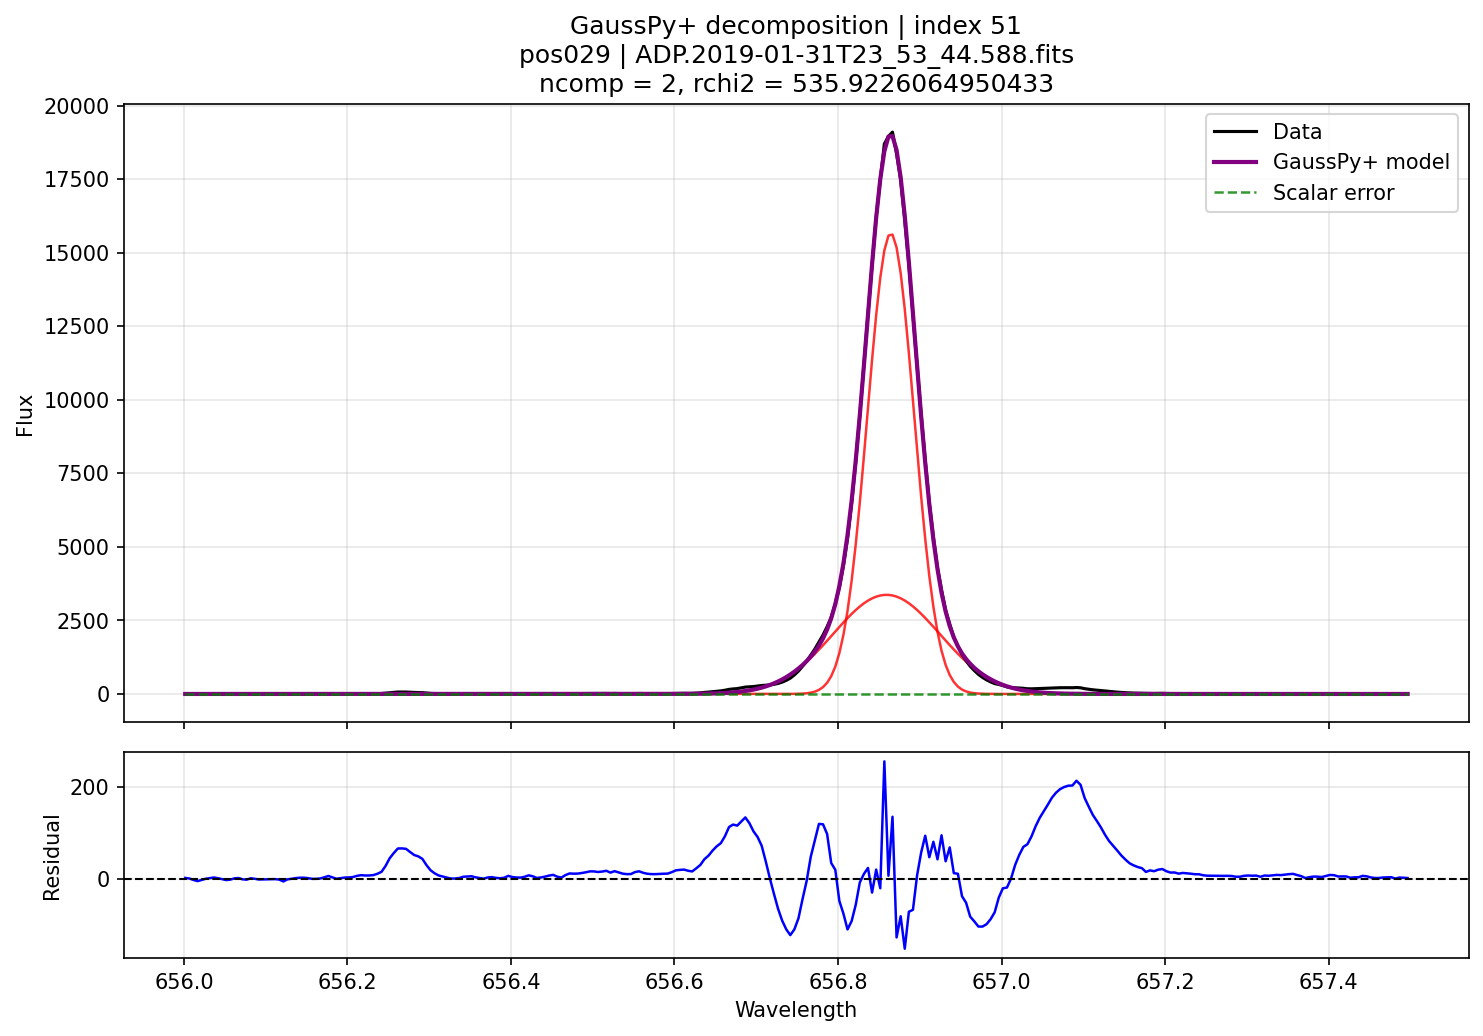 GaussPy+ decomposition | index 51
pos029 | ADP.2019-01-31T23_53_44.588.fits
ncomp = 2, rchi2 = 535.9226064950433
20000
17500
15000
12500
10000
7500
5000
2500
0
Flux
Data
GaussPy+ model
Scalar error
200
0
Residual
656.0
656.2
656.4
656.6
656.8
657.0
657.2
657.4
Wavelength